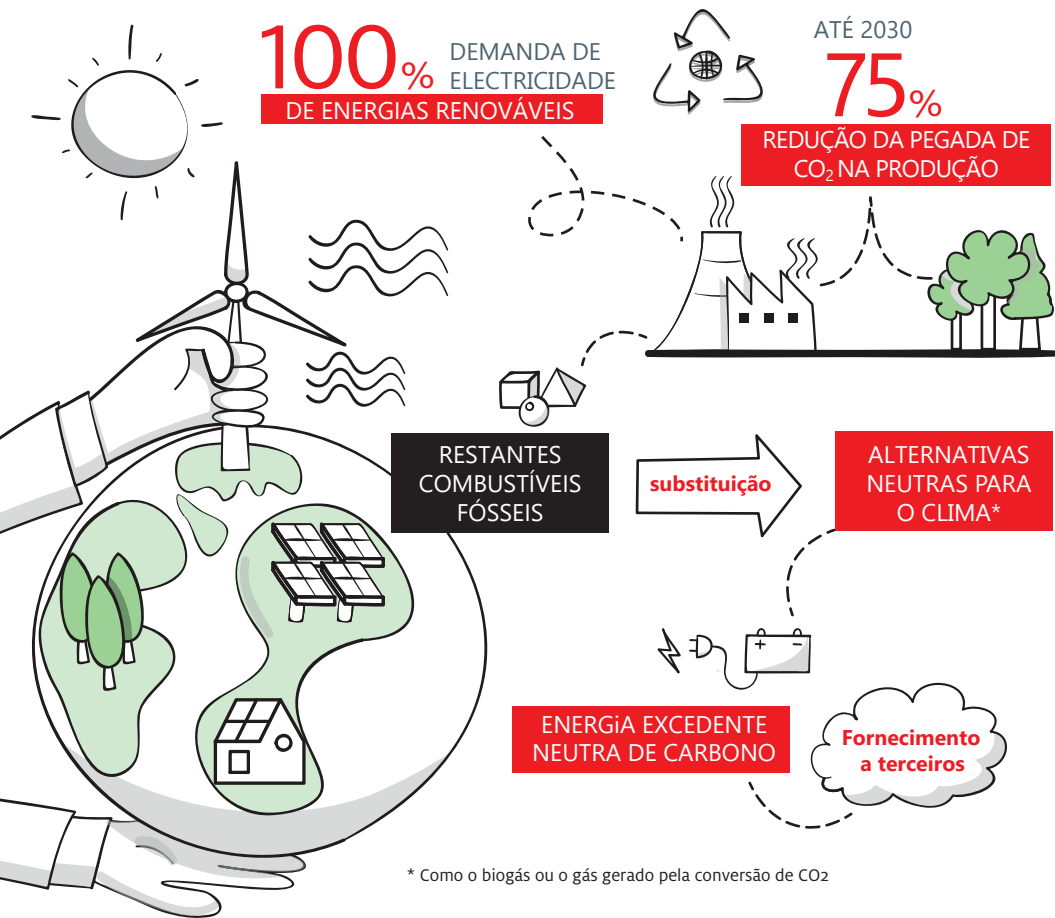 100% DEMANDA DE
ELECTRICIDADE
DE ENERGIAS RENOVÁVEIS
ATÉ 2030
75%
REDUÇÃO DA PEGADA DE
CO₂ NA PRODUÇÃO
RESTANTES
COMBUSTÍVEIS
FÓSSEIS
substituição
ALTERNATIVAS
NEUTRAS PARA
O CLIMA*
+ −
ENERGiA EXCEDENTE
NEUTRA DE CARBONO
Fornecimento
a terceiros
* Como o biogás ou o gás gerado pela conversão de CO2